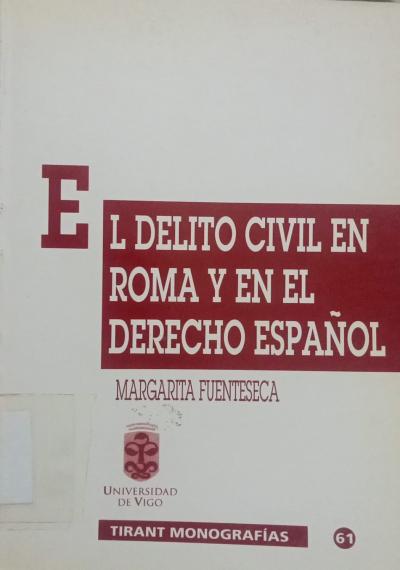 EL DELITO CIVIL EN
ROMA Y EN EL
DERECHO ESPAÑOL
MARGARITA FUENTESECA
UNIVERSIDAD
DE VIGO
TIRANT MONOGRAFÍAS 61